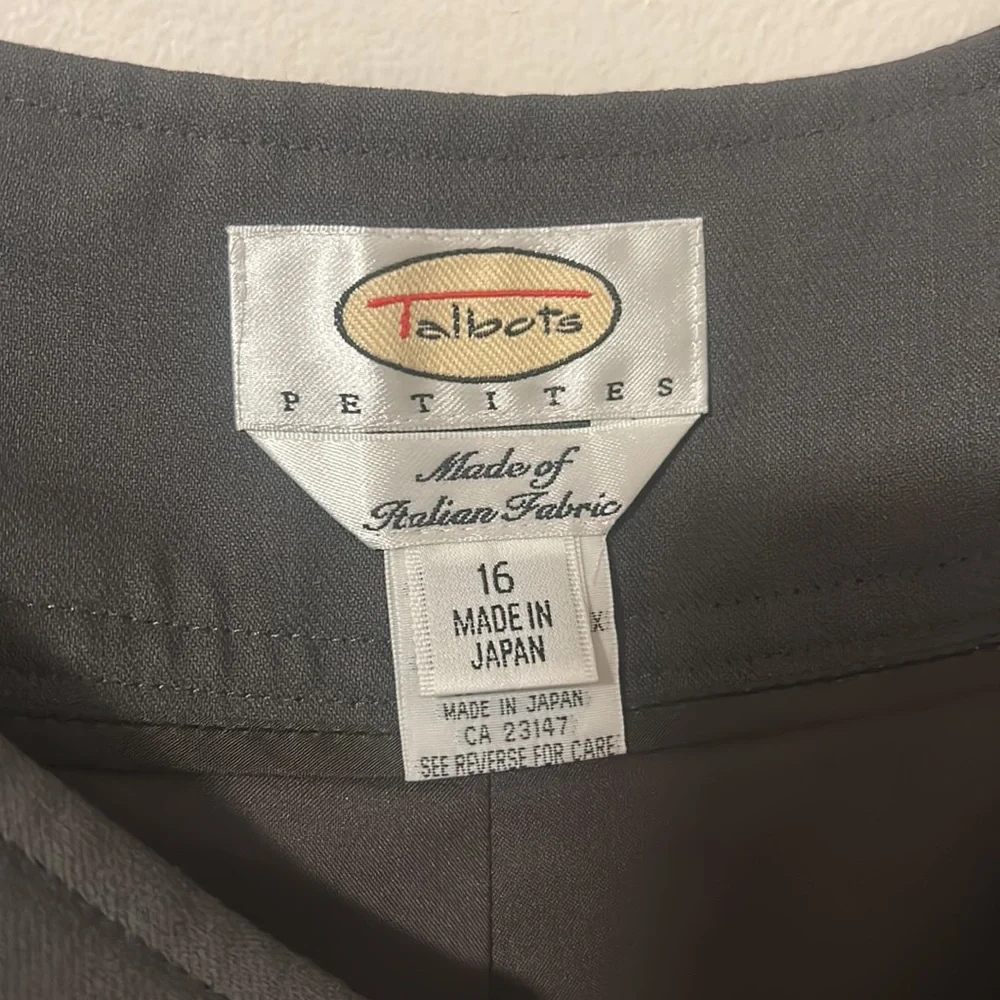 Talbots
PETITES
Made of
Italian Fabric
16
MADE IN
JAPAN
X
MADE IN JAPAN
CA 23147
SEE REVERSE FOR CARE